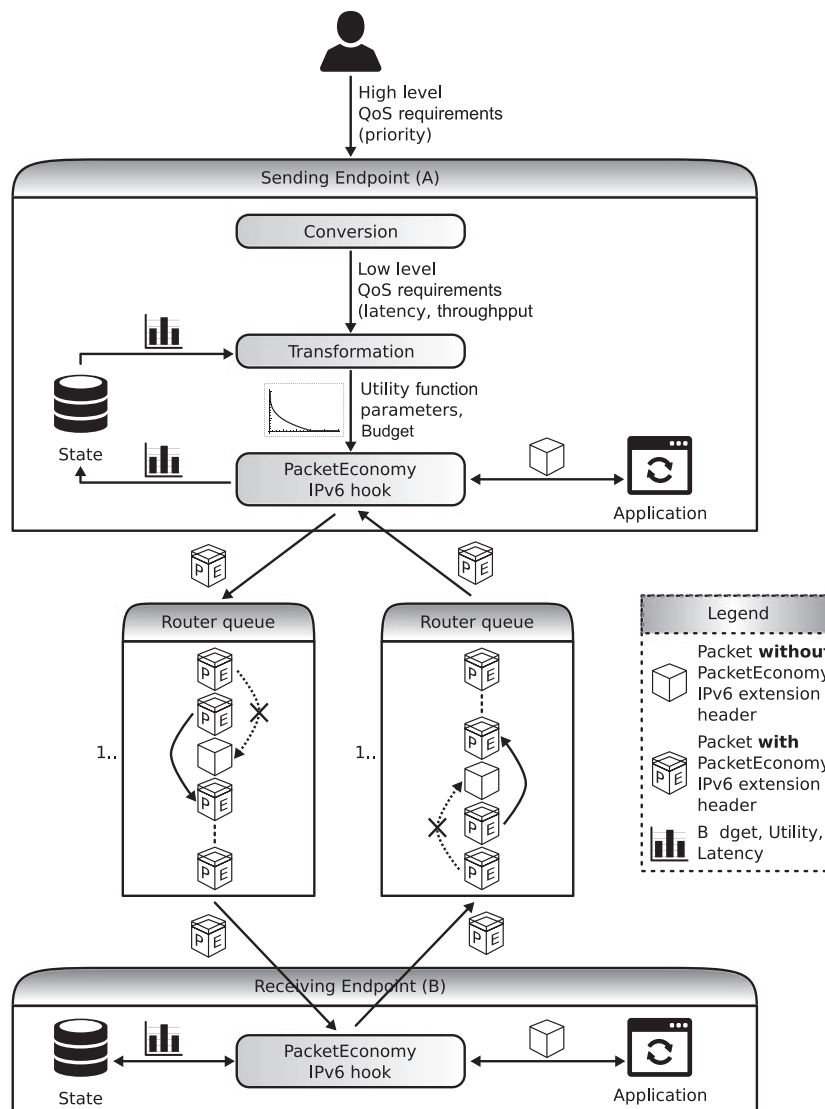 High level
QoS requirements
(priority)
Sending Endpoint (A)
Conversion
Low level
QoS requirements
(latency, throughpput
Transformation
Utility function
parameters,
Budget
State
PacketEconomy
IPv6 hook
Application
P E
P E
Router queue
P E
P E
P E
P E
1..
Router queue
P E
P E
P E
P E
1..
Legend
Packet without
PacketEconomy
IPv6 extension
header
P E
Packet with
PacketEconomy
IPv6 extension
header
B dget, Utility,
Latency
P E
P E
Receiving Endpoint (B)
State
PacketEconomy
IPv6 hook
Application